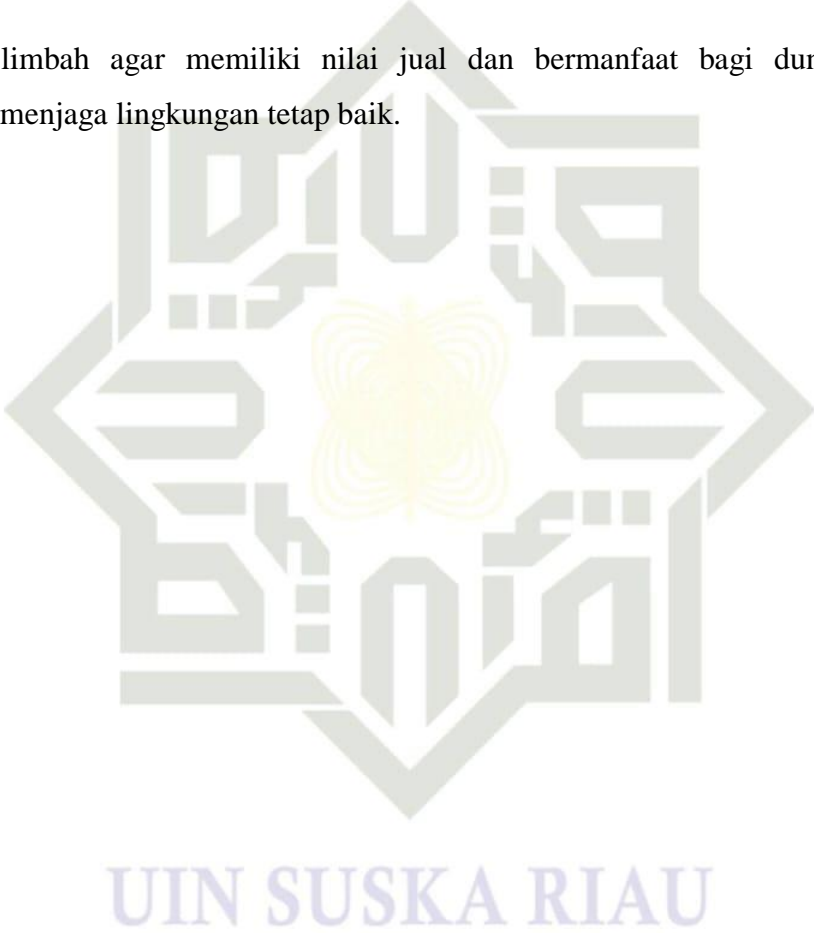 limbah agar memiliki nilai jual dan bermanfaat bagi
menjaga lingkungan tetap baik.
UIN SUSKA RIAU